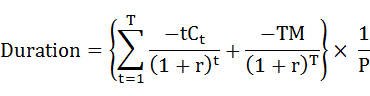 Duration = {∑_{t=1}^{T} -tC_t/(1 + r)^t + -TM/(1 + r)^T} × 1/P